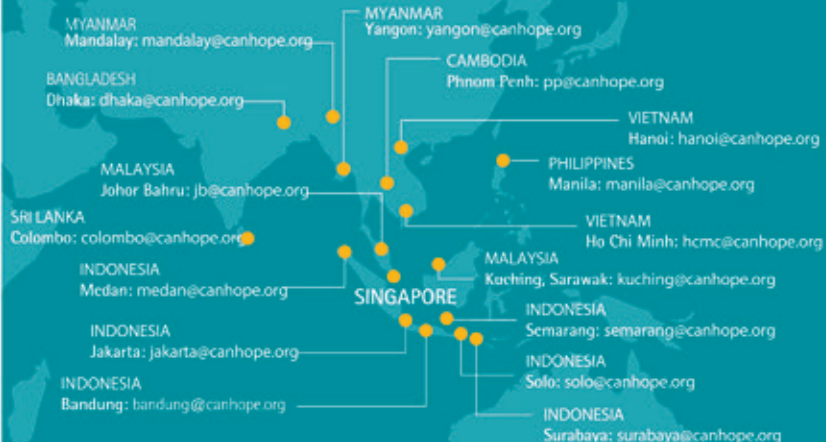 MYANMAR
Mandalay: mandalay@canhope.org
MYANMAR
Yangon: yangon@canhope.org
CAMBODIA
Phnom Penh: pp@canhope.org
BANGLADESH
Dhaka: dhaka@canhope.org
VIETNAM
Hanoi: hanoi@canhope.org
PHILIPPINES
Manila: manila@canhope.org
MALAYSIA
Johor Bahru: jb@canhope.org
SRI LANKA
Colombo: colombo@canhope.org
VIETNAM
Ho Chi Minh: hcmc@canhope.org
MALAYSIA
Kuching, Sarawak: kuching@canhope.org
INDONESIA
Medan: medan@canhope.org
SINGAPORE
INDONESIA
Semarang: semarang@canhope.org
INDONESIA
Jakarta: jakarta@canhope.org
INDONESIA
Solo: solo@canhope.org
INDONESIA
Bandung: bandung@canhope.org
INDONESIA
Surabaya: surabaya@canhope.org